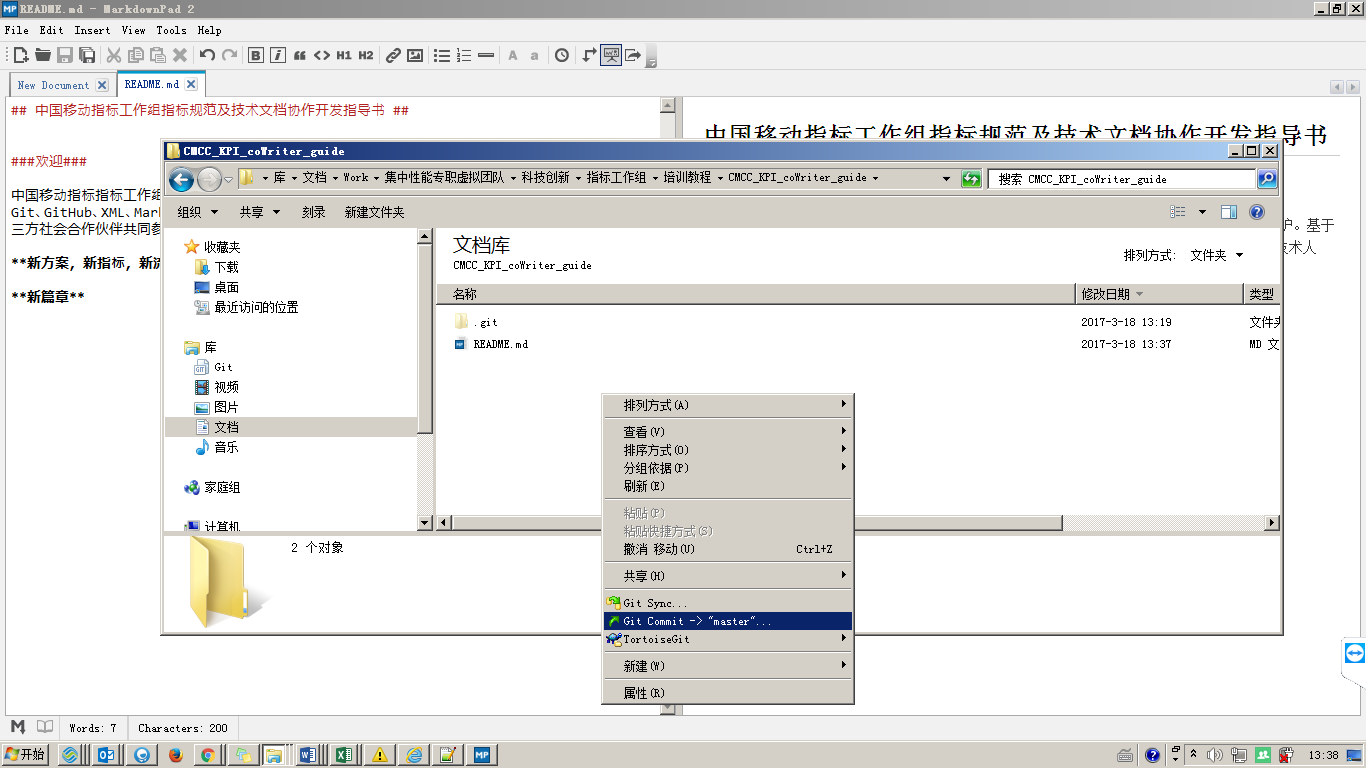 README.md - MarkdownPad 2
File Edit Insert View Tools Help
B i H1 H2 A a
New Document README.md
## 中国移动指标工作组指标规范及技术文档协作开发指导书 ##
###欢迎###
中国移动指标指标工作组
Git、GitHub、XML、Mar
三方社会合作伙伴共同参
**新方案, 新指标, 新流
**新篇章**
中国移动指标工作组指标规范及技术文档协作开发指导书
护。基于
技术人
CMCC_KPI_coWriter_guide
库 文档 Work 集中性能专职虚拟团队 科技创新 指标工作组 培训教程 CMCC_KPI_coWriter_guide
搜索 CMCC_KPI_coWriter_guide
组织 共享 刻录 新建文件夹
收藏夹
下载
桌面
最近访问的位置
库
Git
视频
图片
文档
音乐
家庭组
计算机
文档库
CMCC_KPI_coWriter_guide
排列方式: 文件夹
名称 修改日期 类型
.git 2017-3-18 13:19 文件夹
README.md 2017-3-18 13:37 MD 文
2 个对象
排列方式(A)
查看(V)
排序方式(O)
分组依据(P)
刷新(E)
粘贴(P)
粘贴快捷方式(S)
撤消 移动(U) Ctrl+Z
共享(H)
Git Sync...
Git Commit -> "master"...
TortoiseGit
新建(W)
属性(R)
Words: 7 Characters: 200
开始
13:38